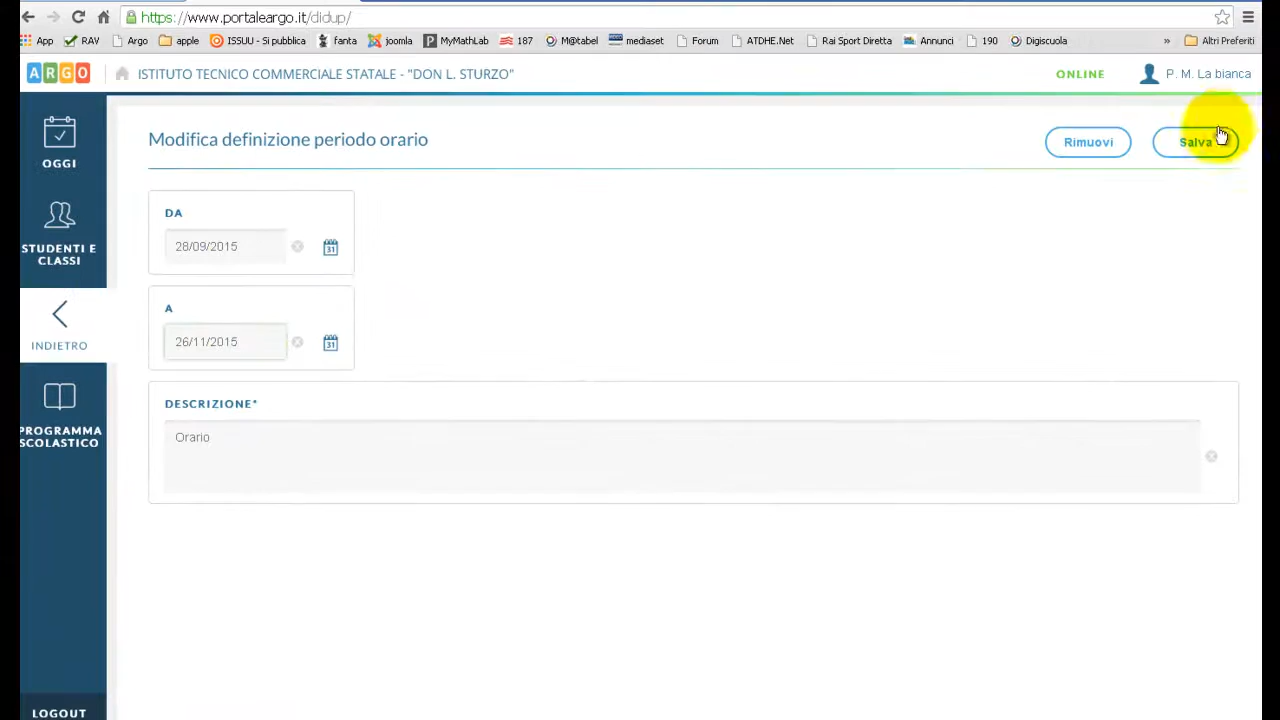 https://www.portaleargo.it/didup/
App RAV Argo apple ISSUU - Si pubblica fanta joomla MyMathLab 187 M@tabel mediaset Forum ATDHE.Net Rai Sport Diretta Annunci 190 Digiscuola » Altri Preferiti
ARGO ISTITUTO TECNICO COMMERCIALE STATALE - "DON L. STURZO" ONLINE P. M. La bianca
OGGI
STUDENTI E
CLASSI
INDIETRO
PROGRAMMA
SCOLASTICO
LOGOUT
Modifica definizione periodo orario Rimuovi Salva
DA
28/09/2015 31
A
26/11/2015 31
DESCRIZIONE*
Orario